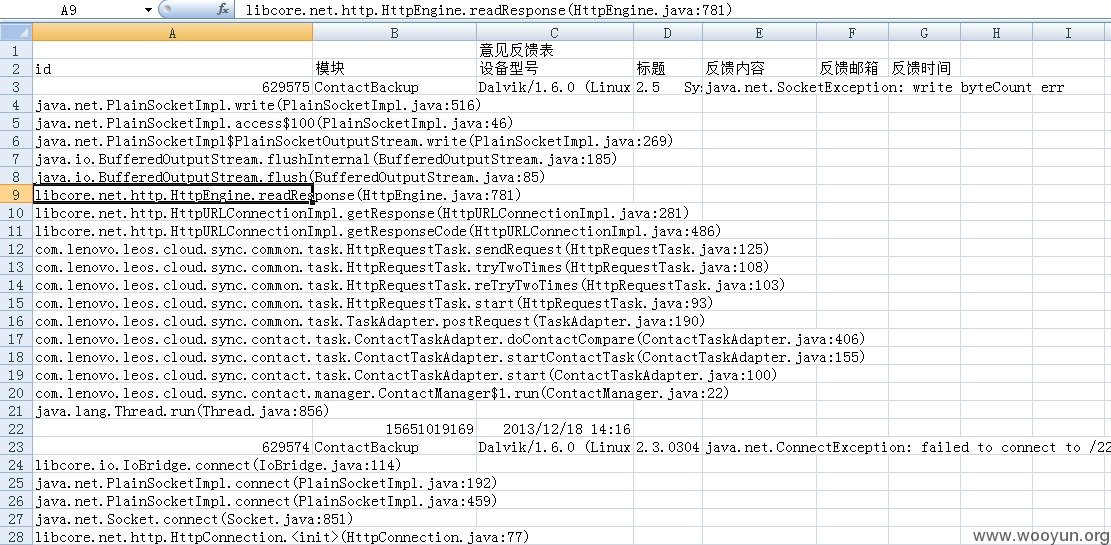 A9 fx libcore.net.http.HttpEngine.readResponse(HttpEngine.java:781)
A B C D E F G H I
1 意见反馈表
2 id 模块 设备型号 标题 反馈内容 反馈邮箱 反馈时间
3 629575 ContactBackup Dalvik/1.6.0 (Linux 2.5 Sys java.net.SocketException: write byteCount err
4 java.net.PlainSocketImpl.write(PlainSocketImpl.java:516)
5 java.net.PlainSocketImpl.access$100(PlainSocketImpl.java:46)
6 java.net.PlainSocketImpl$PlainSocketOutputStream.write(PlainSocketImpl.java:269)
7 java.io.BufferedOutputStream.flushInternal(BufferedOutputStream.java:185)
8 java.io.BufferedOutputStream.flush(BufferedOutputStream.java:85)
9 libcore.net.http.HttpEngine.readResponse(HttpEngine.java:781)
10 libcore.net.http.HttpURLConnectionImpl.getResponse(HttpURLConnectionImpl.java:281)
11 libcore.net.http.HttpURLConnectionImpl.getResponseCode(HttpURLConnectionImpl.java:486)
12 com.lenovo.leos.cloud.sync.common.task.HttpRequestTask.sendRequest(HttpRequestTask.java:125)
13 com.lenovo.leos.cloud.sync.common.task.HttpRequestTask.tryTwoTimes(HttpRequestTask.java:108)
14 com.lenovo.leos.cloud.sync.common.task.HttpRequestTask.reTryTwoTimes(HttpRequestTask.java:103)
15 com.lenovo.leos.cloud.sync.common.task.HttpRequestTask.start(HttpRequestTask.java:93)
16 com.lenovo.leos.cloud.sync.common.task.TaskAdapter.postRequest(TaskAdapter.java:190)
17 com.lenovo.leos.cloud.sync.contact.task.ContactTaskAdapter.doContactCompare(ContactTaskAdapter.java:406)
18 com.lenovo.leos.cloud.sync.contact.task.ContactTaskAdapter.startContactTask(ContactTaskAdapter.java:155)
19 com.lenovo.leos.cloud.sync.contact.task.ContactTaskAdapter.start(ContactTaskAdapter.java:100)
20 com.lenovo.leos.cloud.sync.contact.manager.ContactManager$1.run(ContactManager.java:22)
21 java.lang.Thread.run(Thread.java:856)
22 15651019169 2013/12/18 14:16
23 629574 ContactBackup Dalvik/1.6.0 (Linux 2.3.0304 java.net.ConnectException: failed to connect to /22
24 libcore.io.IoBridge.connect(IoBridge.java:114)
25 java.net.PlainSocketImpl.connect(PlainSocketImpl.java:192)
26 java.net.PlainSocketImpl.connect(PlainSocketImpl.java:459)
27 java.net.Socket.connect(Socket.java:851)
28 libcore.net.http.HttpConnection.<init>(HttpConnection.java:77)
www.wooyun.org